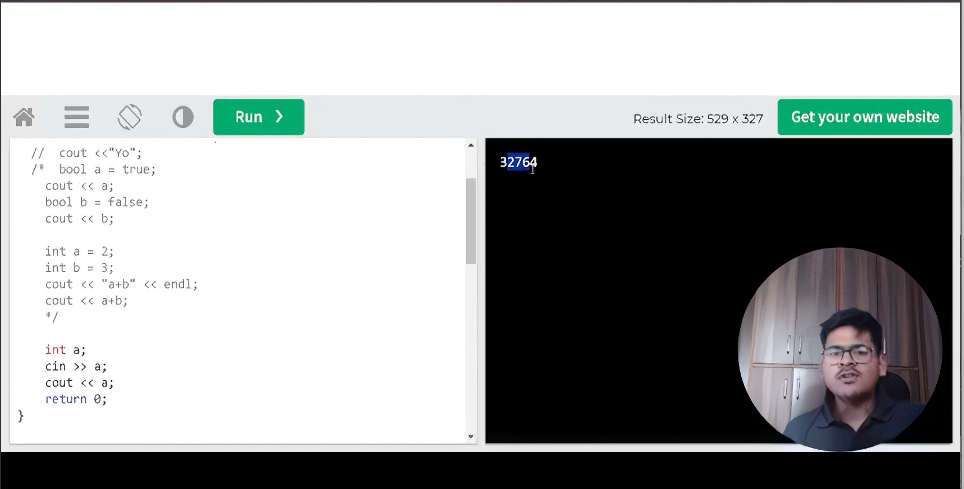 Run ❯
Result Size: 529 x 327
Get your own website
//  cout <<"Yo";
/*  bool a = true;
cout << a;
bool b = false;
cout << b;
int a = 2;
int b = 3;
cout << "a+b" << endl;
cout << a+b;
*/
int a;
cin >> a;
cout << a;
return 0;
}
32764